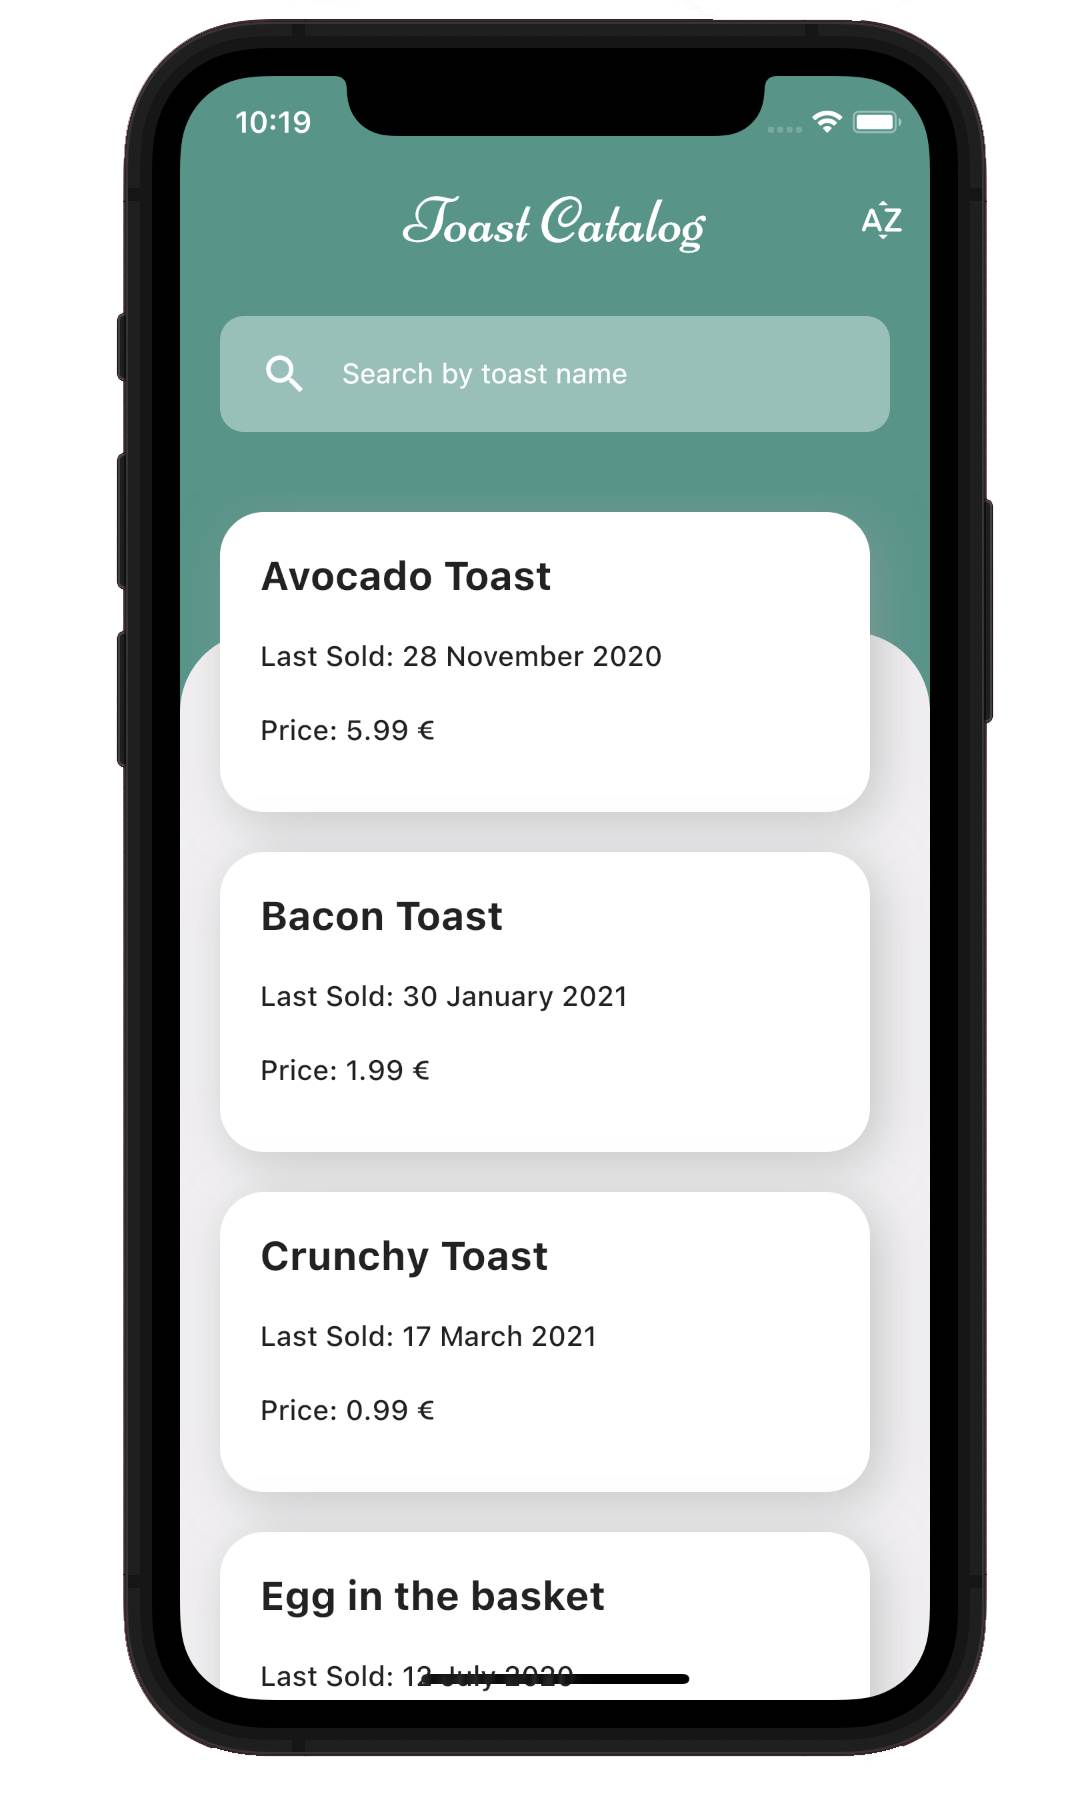 10:19
Toast Catalog
AZ
Search by toast name
Avocado Toast
Last Sold: 28 November 2020
Price: 5.99 €
Bacon Toast
Last Sold: 30 January 2021
Price: 1.99 €
Crunchy Toast
Last Sold: 17 March 2021
Price: 0.99 €
Egg in the basket
Last Sold: 12 July 2020